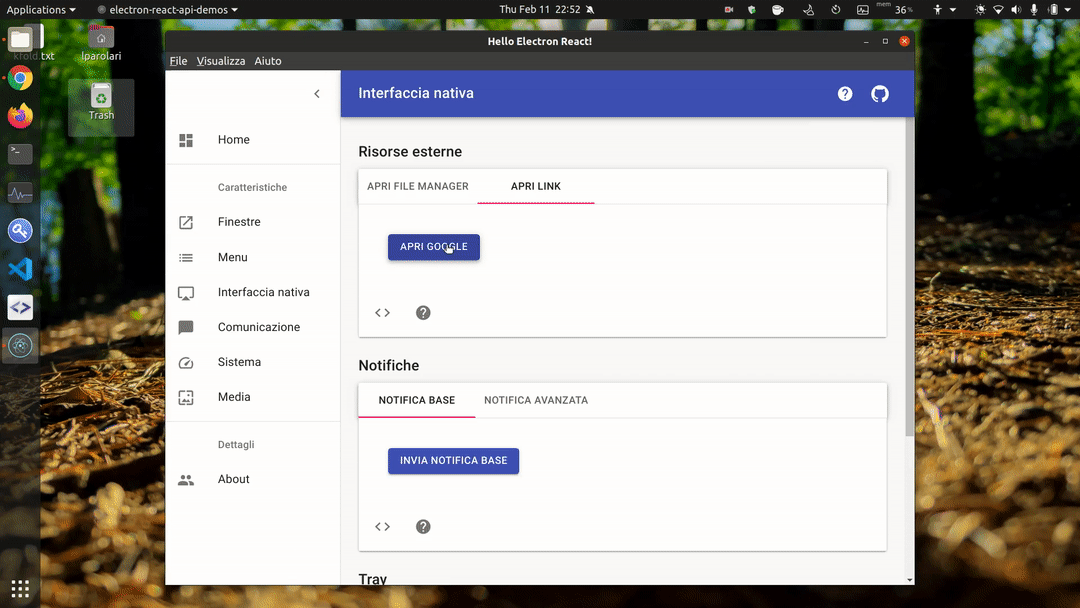 Applications
electron-react-api-demos
Thu Feb 11 22:52
mem
36%
kfold.txt
lparolari
Trash
Hello Electron React!
File Visualizza Aiuto
Interfaccia nativa
Home
Caratteristiche
Finestre
Menu
Interfaccia nativa
Comunicazione
Sistema
Media
Dettagli
About
Risorse esterne
APRI FILE MANAGER
APRI LINK
APRI GOOGLE
Notifiche
NOTIFICA BASE
NOTIFICA AVANZATA
INVIA NOTIFICA BASE
Tray